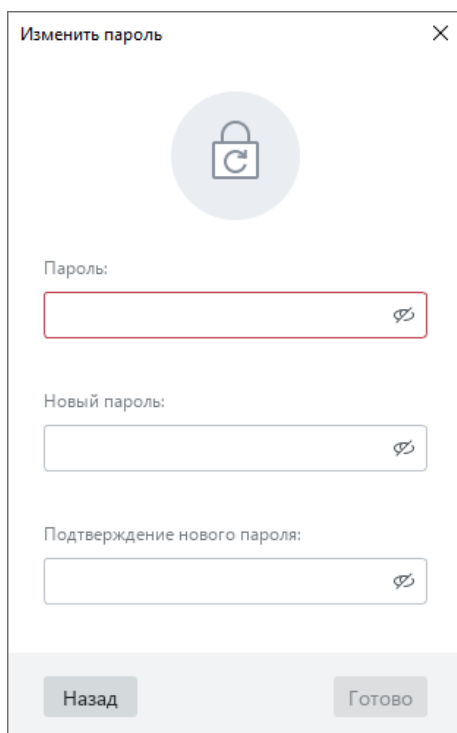 Изменить пароль
Пароль:
Новый пароль:
Подтверждение нового пароля:
Назад
Готово